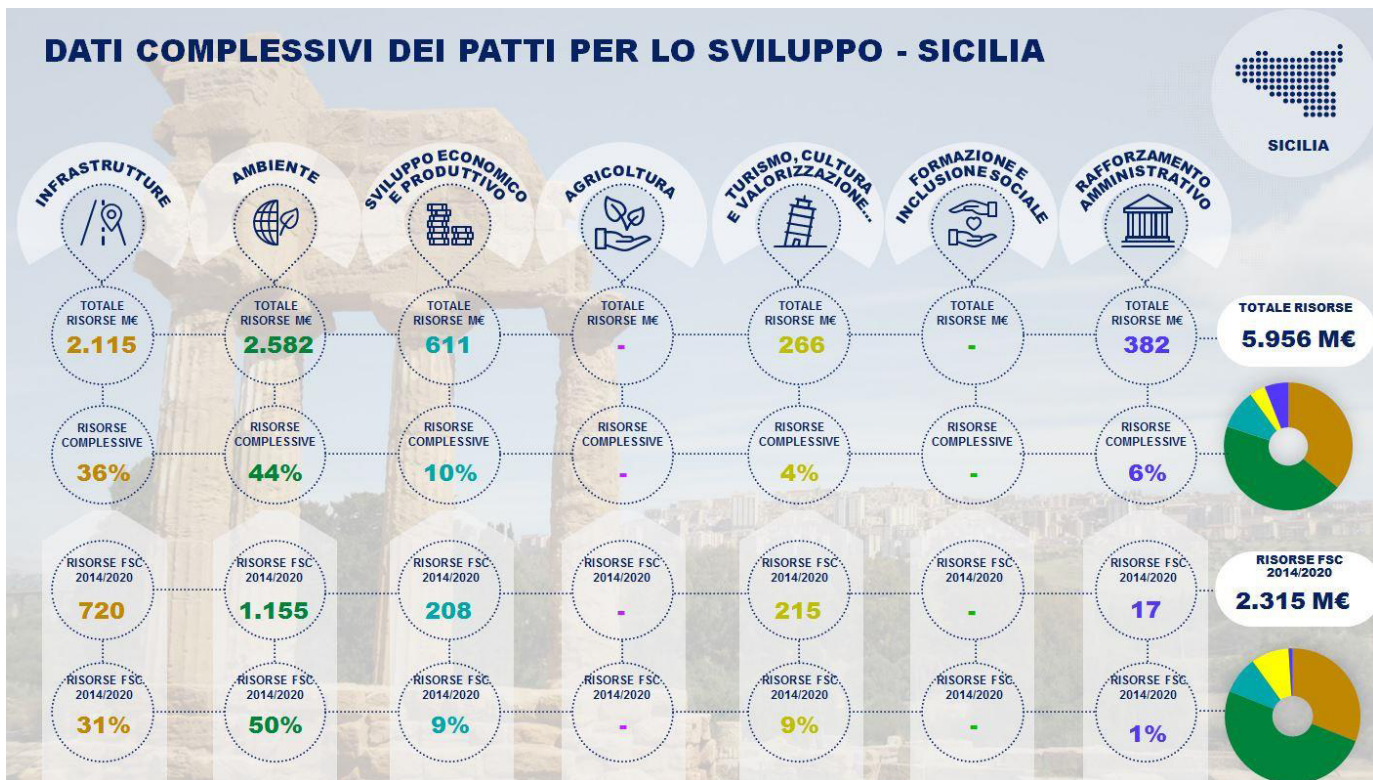 DATI COMPLESSIVI DEI PATTI PER LO SVILUPPO - SICILIA
SICILIA
INFRASTRUTTURE
AMBIENTE
SVILUPPO ECONOMICO
E PRODUTTIVO
AGRICOLTURA
TURISMO, CULTURA
E VALORIZZAZIONE...
FORMAZIONE E
INCLUSIONE SOCIALE
RAFFORZAMENTO
AMMINISTRATIVO
TOTALE
RISORSE M€
2.115
TOTALE
RISORSE M€
2.582
TOTALE
RISORSE M€
611
TOTALE
RISORSE M€
-
TOTALE
RISORSE M€
266
TOTALE
RISORSE M€
-
TOTALE
RISORSE M€
382
TOTALE RISORSE
5.956 M€
RISORSE
COMPLESSIVE
36%
RISORSE
COMPLESSIVE
44%
RISORSE
COMPLESSIVE
10%
RISORSE
COMPLESSIVE
-
RISORSE
COMPLESSIVE
4%
RISORSE
COMPLESSIVE
-
RISORSE
COMPLESSIVE
6%
RISORSE FSC
2014/2020
720
RISORSE FSC
2014/2020
1.155
RISORSE FSC
2014/2020
208
RISORSE FSC
2014/2020
-
RISORSE FSC
2014/2020
215
RISORSE FSC
2014/2020
-
RISORSE FSC
2014/2020
17
RISORSE FSC
2014/2020
2.315 M€
RISORSE FSC
2014/2020
31%
RISORSE FSC
2014/2020
50%
RISORSE FSC
2014/2020
9%
RISORSE FSC
2014/2020
-
RISORSE FSC
2014/2020
9%
RISORSE FSC
2014/2020
-
RISORSE FSC
2014/2020
1%